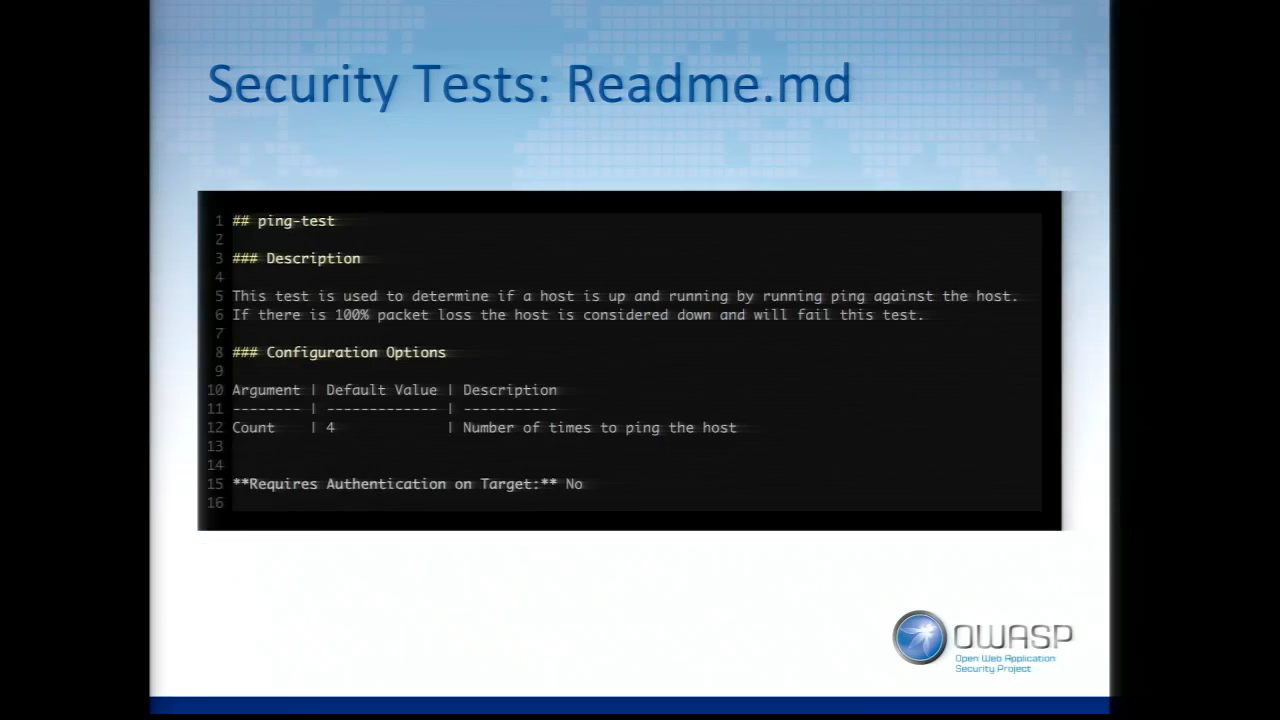 Security Tests: Readme.md
1 ## ping-test
2
3 ### Description
4
5 This test is used to determine if a host is up and running by running ping against the host.
6 If there is 100% packet loss the host is considered down and will fail this test.
7
8 ### Configuration Options
9
10 Argument | Default Value | Description
11 -------- | ------------- | -----------
12 Count    | 4             | Number of times to ping the host
13
14
15 **Requires Authentication on Target:** No
16
OWASP
Open Web Application
Security Project